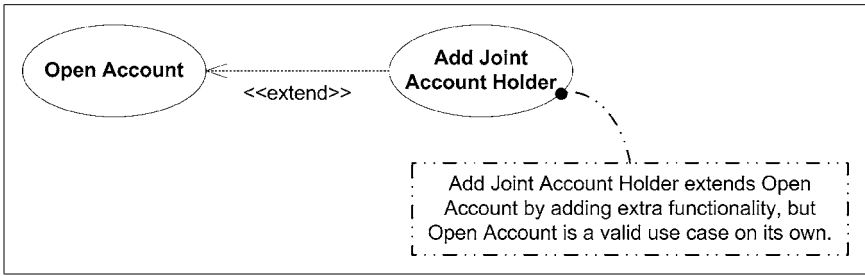 Open Account
Add Joint
Account Holder
<<extend>>
Add Joint Account Holder extends Open
Account by adding extra functionality, but
Open Account is a valid use case on its own.